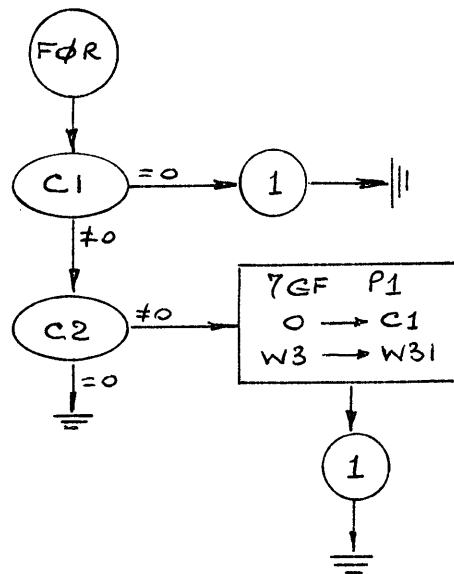 FØR
C1
=0
1
≠0
C2
≠0
7GF P1
0 → C1
W3 → W31
=0
1